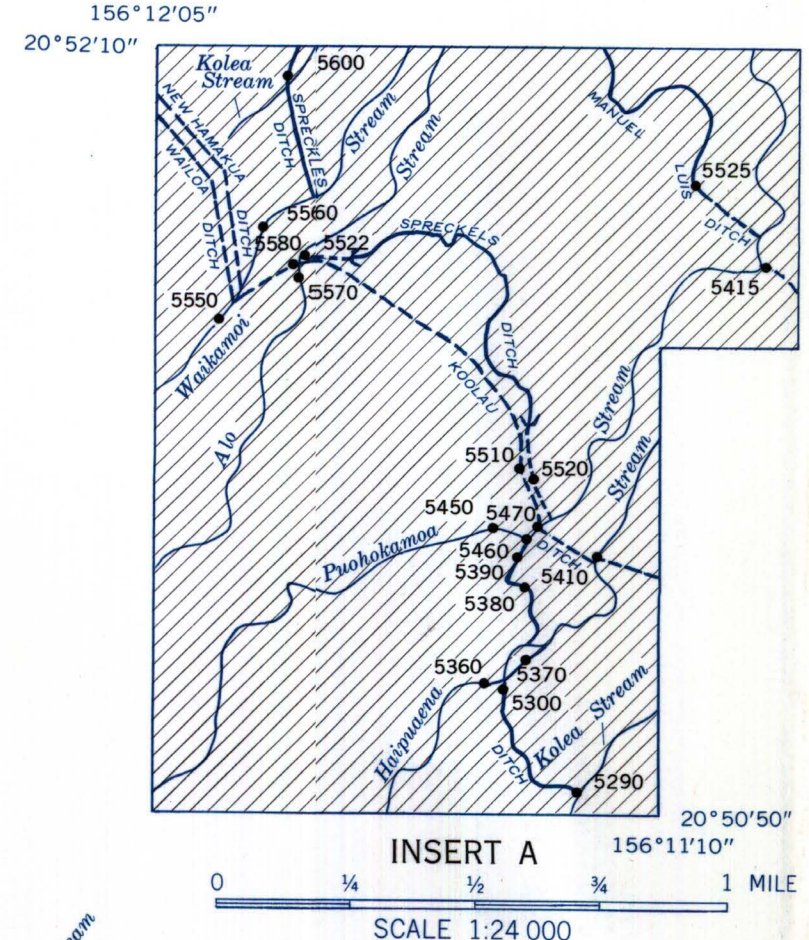 156°12'05"
20°52'10"
Kolea
Stream
5600
NEW HAMAKUA
DITCH
WAILOA
DITCH
SPRECKLES
DITCH
Stream
Stream
MANUEL
LUIS
DITCH
5525
5560
5580
5522
SPRECKELS
DITCH
5570
5550
5415
Waikamoi
KOOLAU
DITCH
Alo
Stream
Stream
5510
5520
5450
5470
Puohokamoa
5460
5390
5410
5380
5360
5370
5300
Haipuaena
DITCH
Kolea Stream
5290
20°50'50"
156°11'10"
INSERT A
0 ¼ ½ ¾ 1 MILE
SCALE 1:24 000